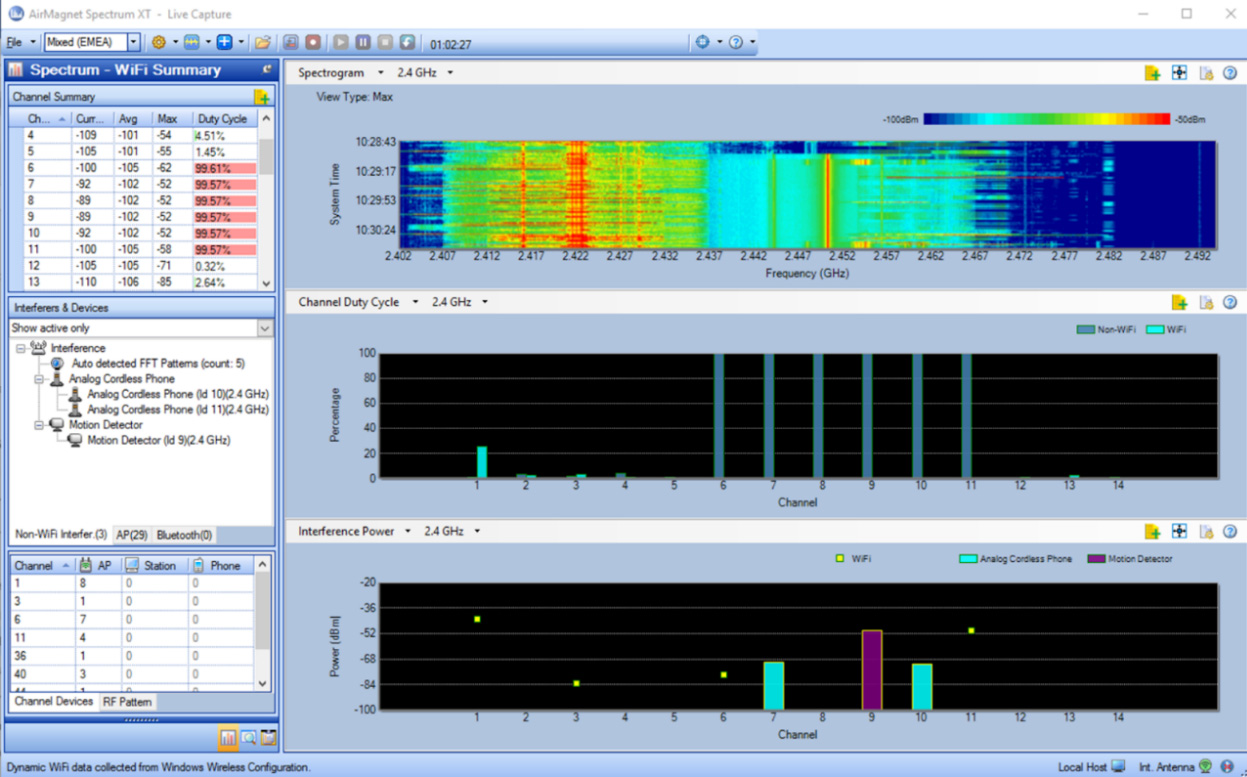 AirMagnet Spectrum XT - Live Capture
File Mixed (EMEA) 01:02:27
Spectrum - WiFi Summary
Channel Summary
Ch... Curr... Avg Max Duty Cycle
4 -109 -101 -54 4.51%
5 -105 -101 -55 1.45%
6 -100 -105 -62 99.61%
7 -92 -102 -52 99.57%
8 -89 -102 -52 99.57%
9 -89 -102 -52 99.57%
10 -92 -102 -52 99.57%
11 -100 -105 -58 99.57%
12 -105 -105 -71 0.32%
13 -110 -106 -85 2.64%
Interferers & Devices
Show active only
Interference
Auto detected FFT Patterns (count: 5)
Analog Cordless Phone
Analog Cordless Phone (Id 10)(2.4 GHz)
Analog Cordless Phone (Id 11)(2.4 GHz)
Motion Detector
Motion Detector (Id 9)(2.4 GHz)
Non-WiFi Interfer.(3) AP(29) Bluetooth(0)
Channel AP Station Phone
1 8 0 0
3 1 0 0
6 7 0 0
11 4 0 0
36 1 0 0
40 3 0 0
44 1 0 0
Channel Devices RF Pattern
Spectrogram 2.4 GHz
View Type: Max
-100dBm -50dBm
System Time
10:28:43
10:29:17
10:29:53
10:30:24
2.402 2.407 2.412 2.417 2.422 2.427 2.432 2.437 2.442 2.447 2.452 2.457 2.462 2.467 2.472 2.477 2.482 2.487 2.492
Frequency (GHz)
Channel Duty Cycle 2.4 GHz
Non-WiFi WiFi
Percentage
100
80
60
40
20
0
1 2 3 4 5 6 7 8 9 10 11 12 13 14
Channel
Interference Power 2.4 GHz
WiFi Analog Cordless Phone Motion Detector
Power [dBm]
-20
-36
-52
-68
-84
-100
1 2 3 4 5 6 7 8 9 10 11 12 13 14
Channel
Dynamic WiFi data collected from Windows Wireless Configuration. Local Host Int. Antenna